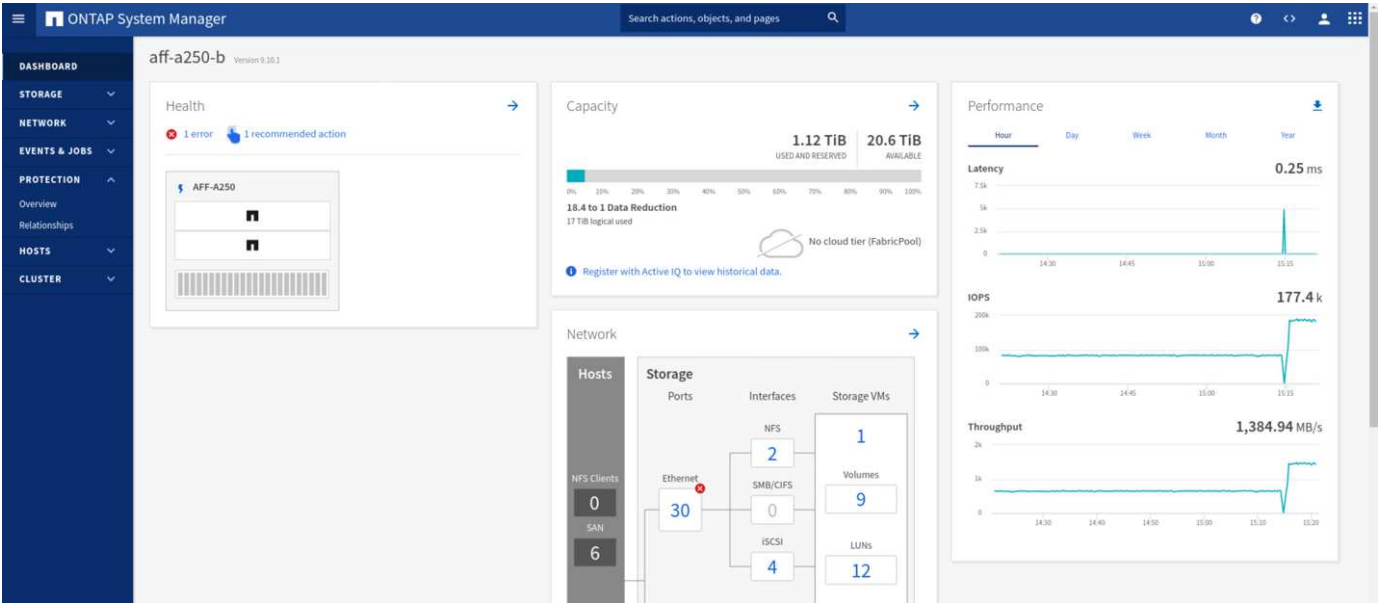 ONTAP System Manager
Search actions, objects, and pages
DASHBOARD
STORAGE
NETWORK
EVENTS & JOBS
PROTECTION
Overview
Relationships
HOSTS
CLUSTER
aff-a250-b Version 9.10.1
Health
1 error 1 recommended action
AFF-A250
Capacity
1.12 TiB 20.6 TiB
USED AND RESERVED AVAILABLE
0% 10% 20% 30% 40% 50% 60% 70% 80% 90% 100%
18.4 to 1 Data Reduction
17 TiB logical used
No cloud tier (FabricPool)
Register with Active IQ to view historical data.
Network
Hosts
NFS Clients
0
SAN
6
Storage
Ports Interfaces Storage VMs
Ethernet
30
NFS
2
SMB/CIFS
0
iSCSI
4
1
Volumes
9
LUNs
12
Performance
Hour Day Week Month Year
Latency 0.25 ms
7.5k
5k
2.5k
0
14:30 14:45 15:00 15:15
IOPS 177.4 k
200k
100k
0
14:30 14:45 15:00 15:15
Throughput 1,384.94 MB/s
2k
1k
0
14:30 14:40 14:50 15:00 15:10 15:20